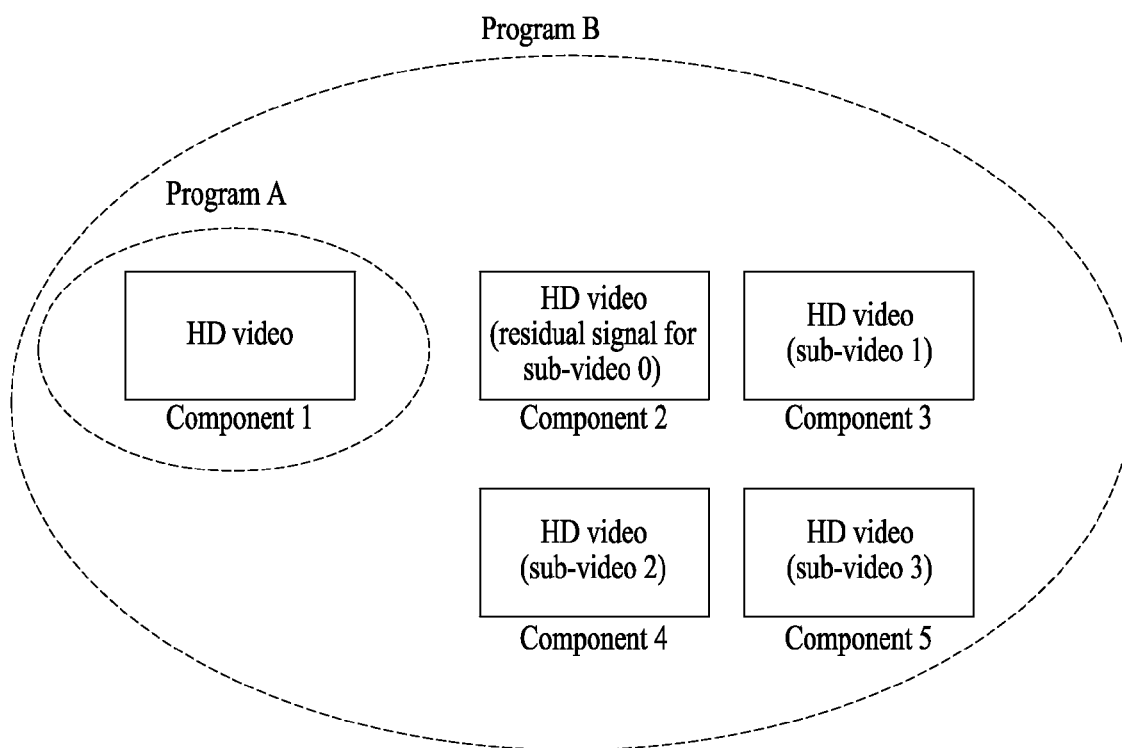 Program B
Program A
HD video
Component 1
HD video
(residual signal for
sub-video 0)
Component 2
HD video
(sub-video 1)
Component 3
HD video
(sub-video 2)
Component 4
HD video
(sub-video 3)
Component 5